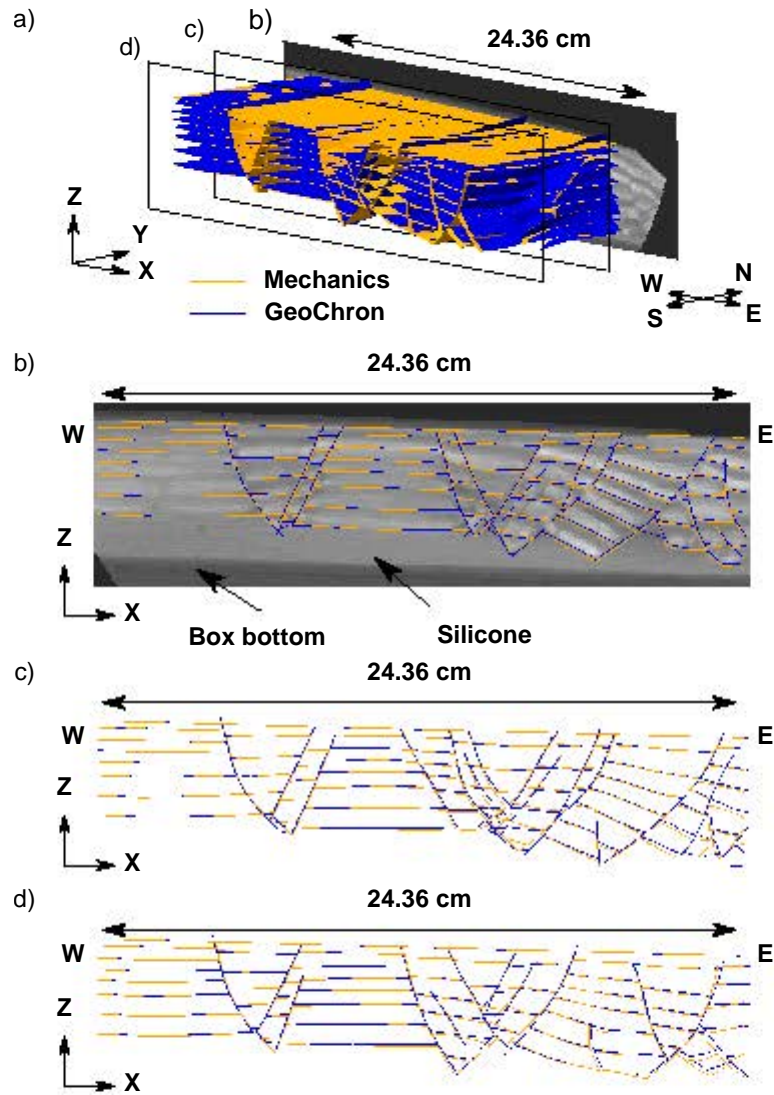 a)
b)
c)
d)
24.36 cm
Z
Y
X
Mechanics
GeoChron
W
N
S
E
b)
24.36 cm
W
E
Z
X
Box bottom
Silicone
c)
24.36 cm
W
E
Z
X
d)
24.36 cm
W
E
Z
X